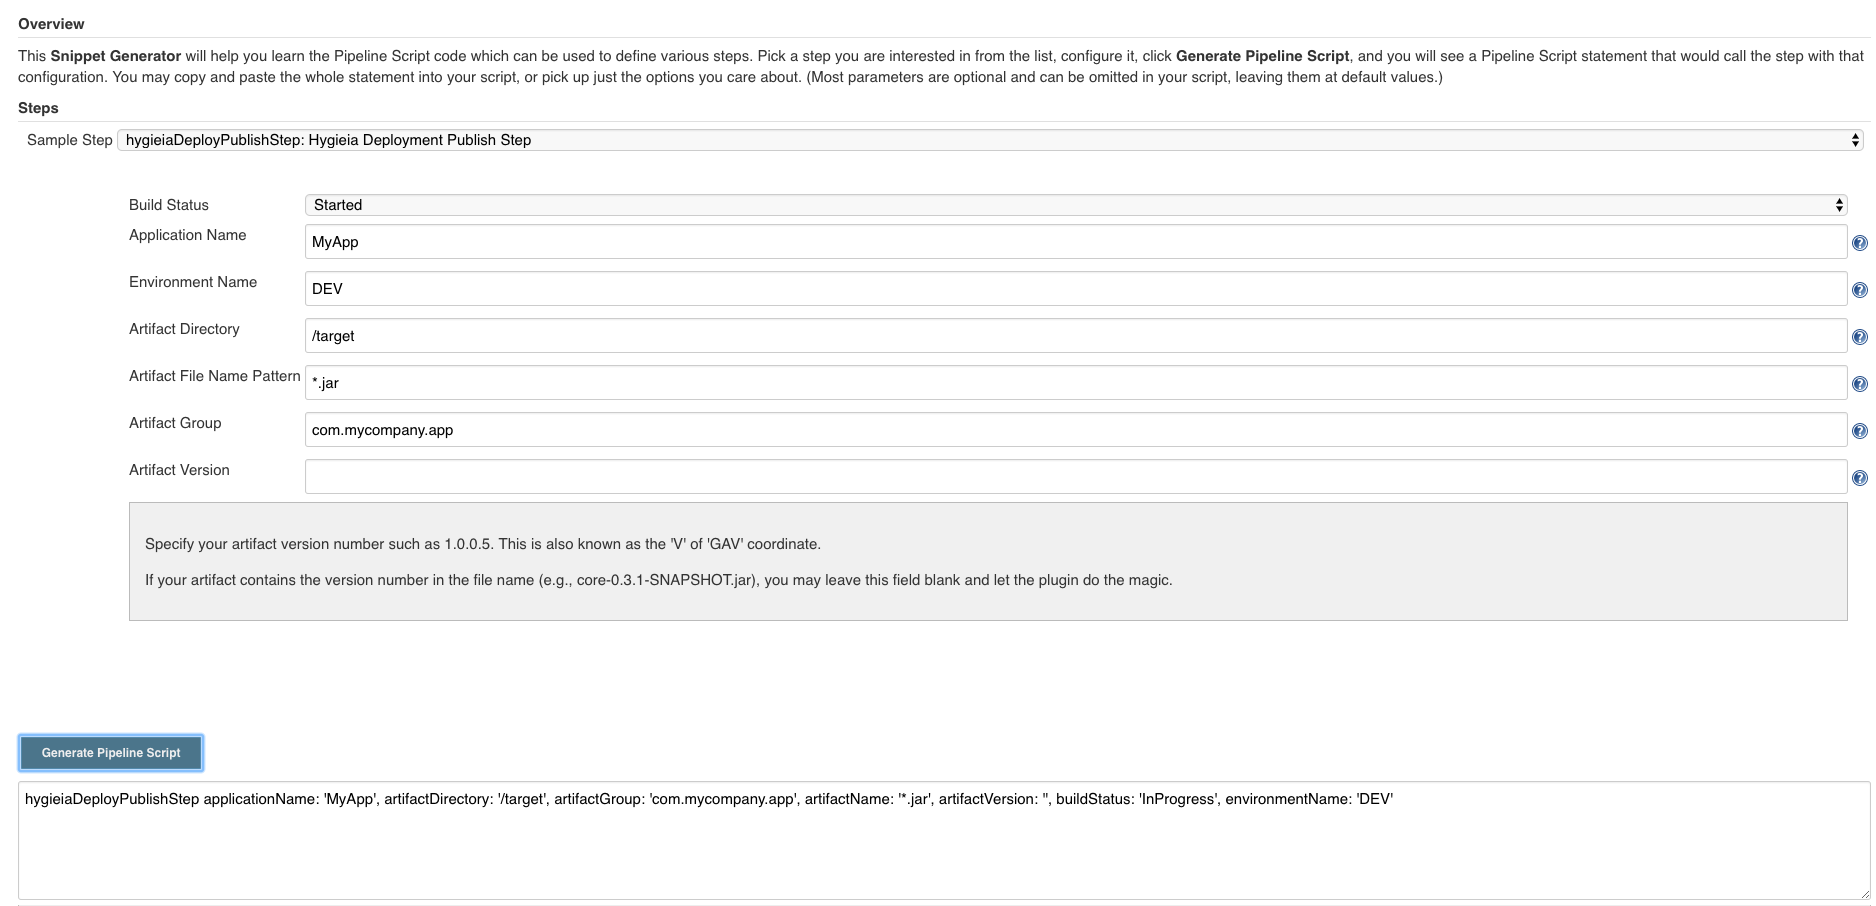 Overview
This Snippet Generator will help you learn the Pipeline Script code which can be used to define various steps. Pick a step you are interested in from the list, configure it, click Generate Pipeline Script, and you will see a Pipeline Script statement that would call the step with that
configuration. You may copy and paste the whole statement into your script, or pick up just the options you care about. (Most parameters are optional and can be omitted in your script, leaving them at default values.)
Steps
Sample Step hygieiaDeployPublishStep: Hygieia Deployment Publish Step
Build Status Started
Application Name MyApp
Environment Name DEV
Artifact Directory /target
Artifact File Name Pattern *.jar
Artifact Group com.mycompany.app
Artifact Version
Specify your artifact version number such as 1.0.0.5. This is also known as the 'V' of 'GAV' coordinate.
If your artifact contains the version number in the file name (e.g., core-0.3.1-SNAPSHOT.jar), you may leave this field blank and let the plugin do the magic.
Generate Pipeline Script
hygieiaDeployPublishStep applicationName: 'MyApp', artifactDirectory: '/target', artifactGroup: 'com.mycompany.app', artifactName: '*.jar', artifactVersion: '', buildStatus: 'InProgress', environmentName: 'DEV'